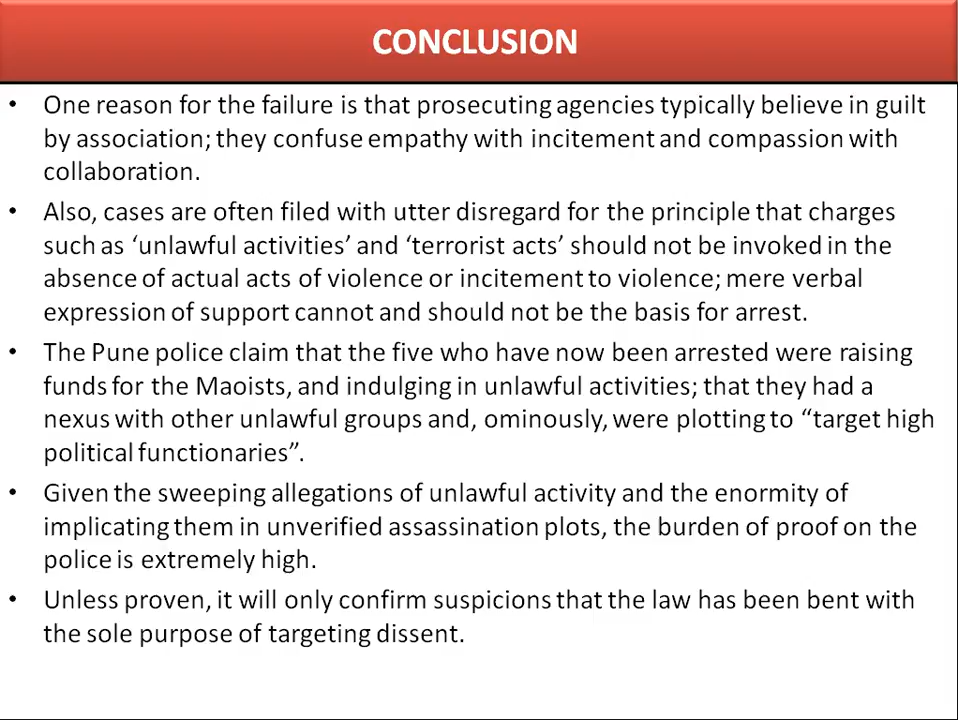 CONCLUSION
• One reason for the failure is that prosecuting agencies typically believe in guilt
by association; they confuse empathy with incitement and compassion with
collaboration.
• Also, cases are often filed with utter disregard for the principle that charges
such as ‘unlawful activities’ and ‘terrorist acts’ should not be invoked in the
absence of actual acts of violence or incitement to violence; mere verbal
expression of support cannot and should not be the basis for arrest.
• The Pune police claim that the five who have now been arrested were raising
funds for the Maoists, and indulging in unlawful activities; that they had a
nexus with other unlawful groups and, ominously, were plotting to “target high
political functionaries”.
• Given the sweeping allegations of unlawful activity and the enormity of
implicating them in unverified assassination plots, the burden of proof on the
police is extremely high.
• Unless proven, it will only confirm suspicions that the law has been bent with
the sole purpose of targeting dissent.